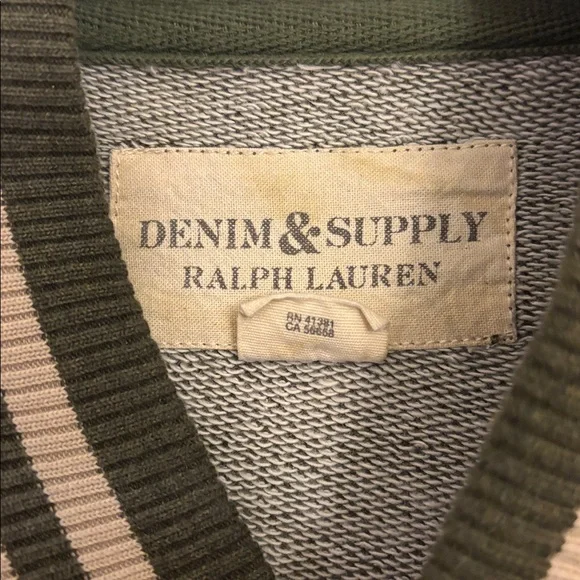 DENIM & SUPPLY
RALPH LAUREN
RN 41381
CA 56658